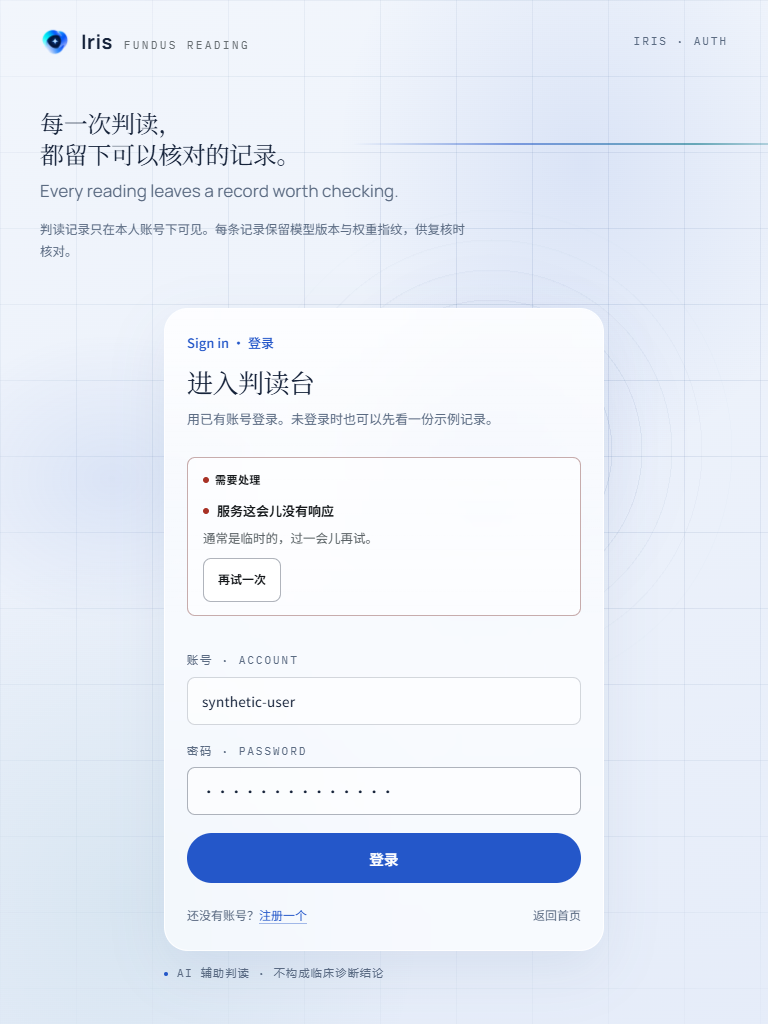 Iris FUNDUS READING
IRIS · AUTH
每一次判读，
都留下可以核对的记录。
Every reading leaves a record worth checking.
判读记录只在本人账号下可见。每条记录保留模型版本与权重指纹，供复核时
核对。
Sign in · 登录
进入判读台
用已有账号登录。未登录时也可以先看一份示例记录。
需要处理
服务这会儿没有响应
通常是临时的，过一会儿再试。
再试一次
账号 · ACCOUNT
synthetic-user
密码 · PASSWORD
••••••••••••••
登录
还没有账号？注册一个
返回首页
AI 辅助判读 · 不构成临床诊断结论